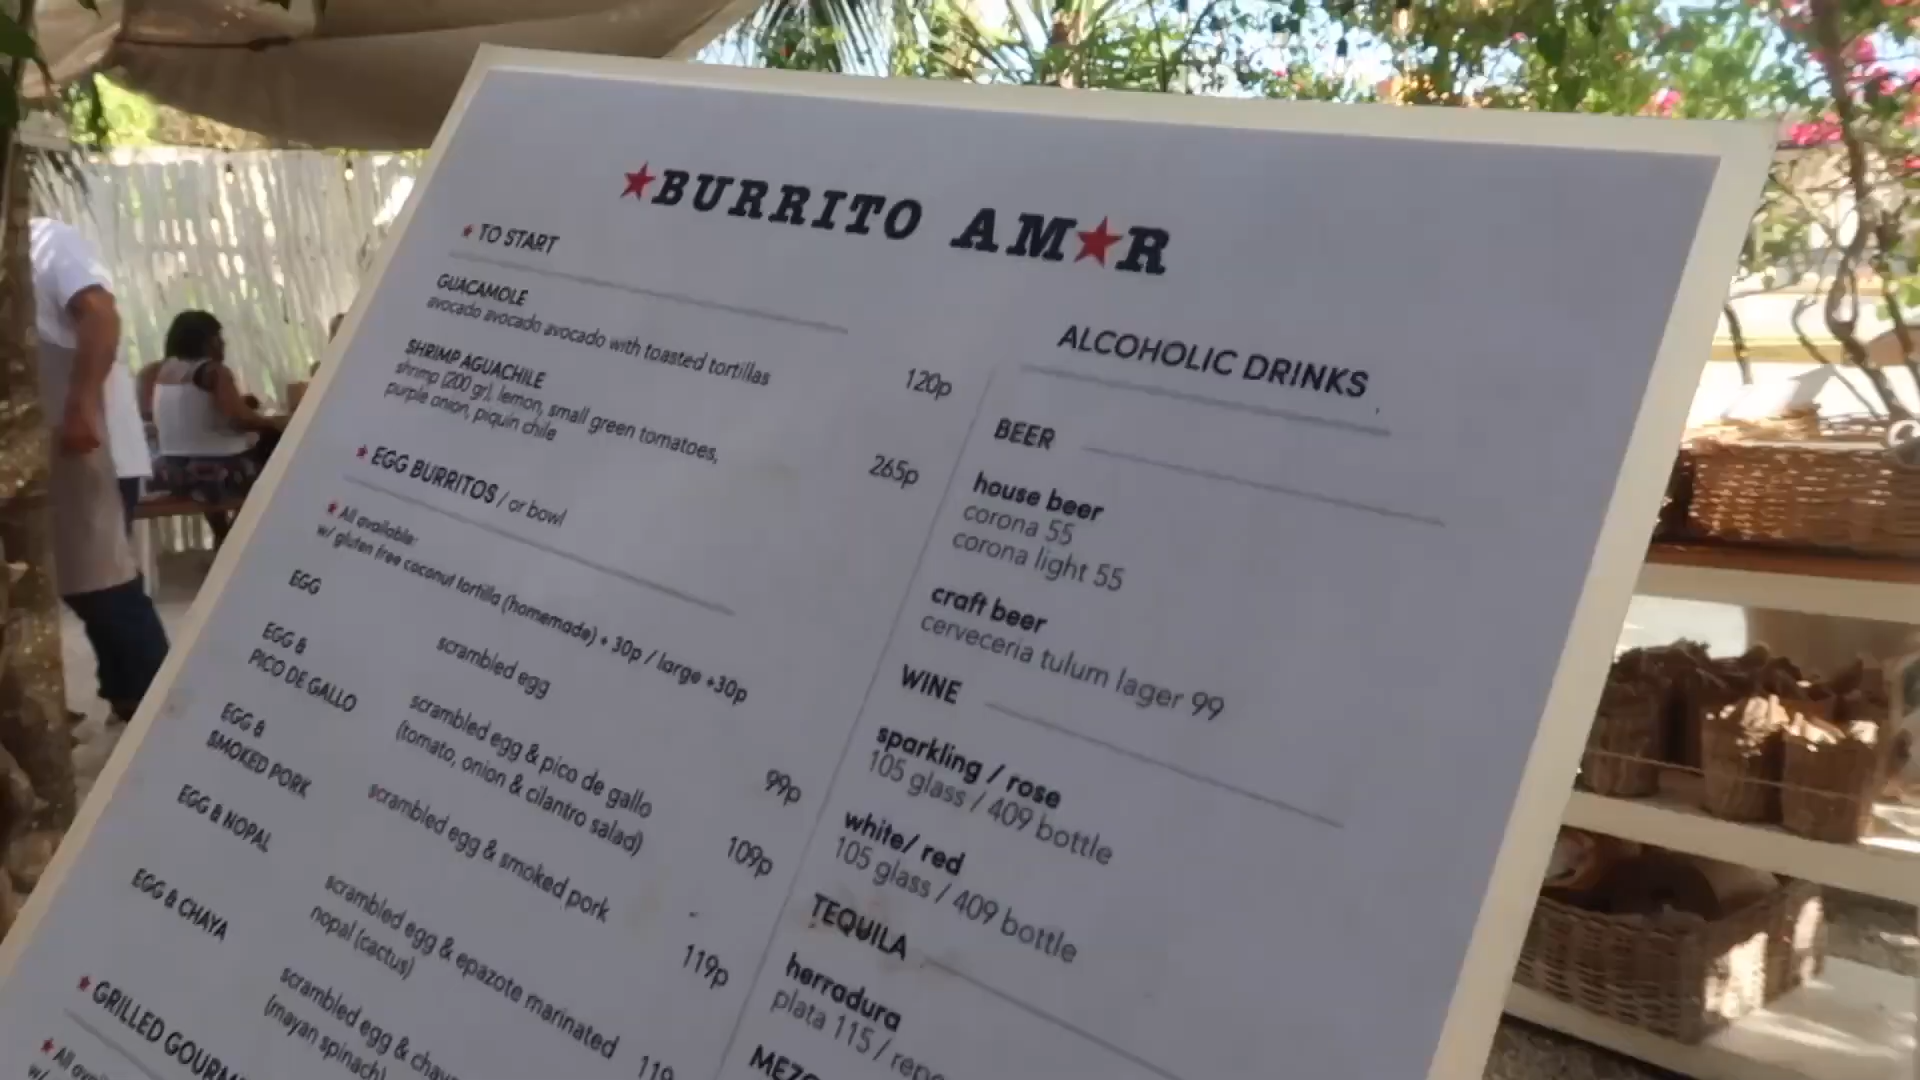 ★BURRITO AM★R
★ TO START
GUACAMOLE
avocado avocado avocado with toasted tortillas
120p
SHRIMP AGUACHILE
shrimp (200 gr), lemon, small green tomatoes,
purple onion, piquin chile
265p
★ EGG BURRITOS / or bowl
★ All available:
w/ gluten free coconut tortilla (homemade) + 30p / large +30p
EGG
scrambled egg
99p
EGG &
PICO DE GALLO
scrambled egg & pico de gallo
(tomato, onion & cilantro salad)
109p
EGG &
SMOKED PORK
scrambled egg & smoked pork
119p
EGG & NOPAL
scrambled egg & epazote marinated
nopal (cactus)
119
EGG & CHAYA
scrambled egg & chaya
(mayan spinach)
★ GRILLED GOURM
★ All avail
w/
ALCOHOLIC DRINKS
BEER
house beer
corona 55
corona light 55
craft beer
cerveceria tulum lager 99
WINE
sparkling / rose
105 glass / 409 bottle
white/ red
105 glass / 409 bottle
TEQUILA
herradura
plata 115 / repo
MEZC